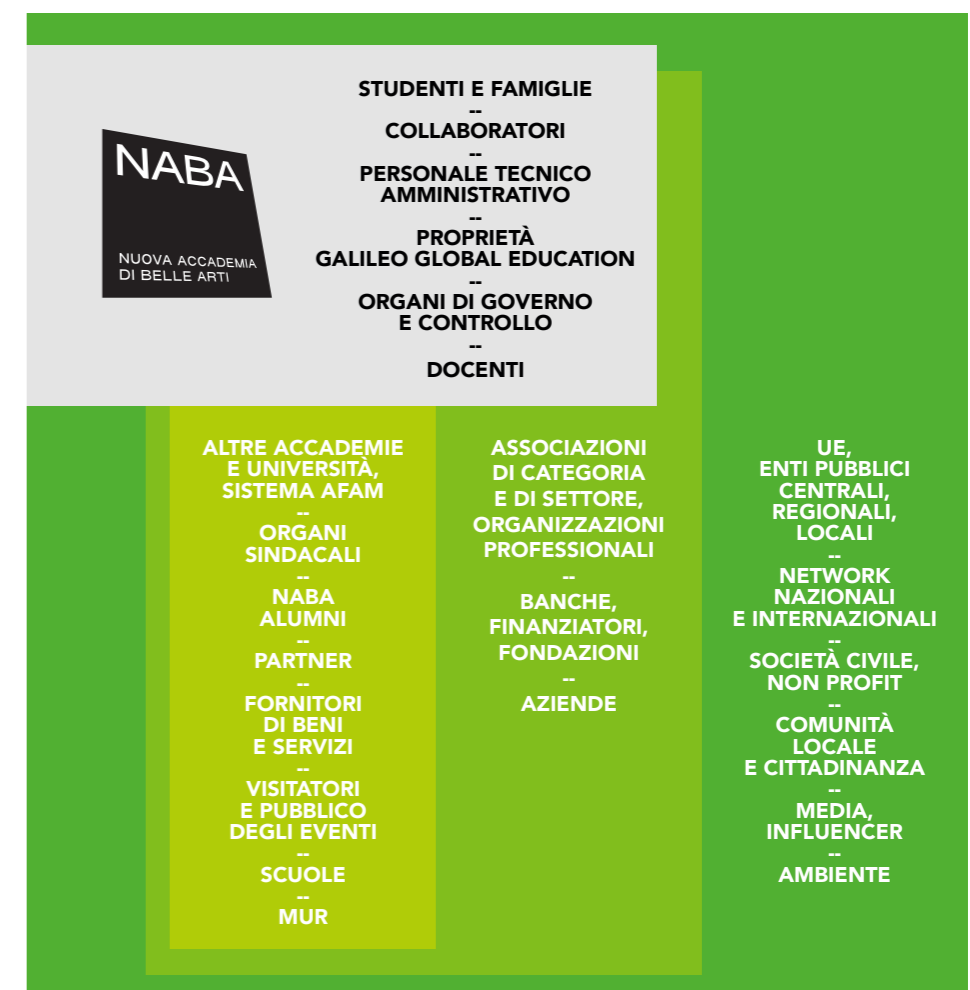 NABA
NUOVA ACCADEMIA
DI BELLE ARTI
STUDENTI E FAMIGLIE
--
COLLABORATORI
--
PERSONALE TECNICO
AMMINISTRATIVO
--
PROPRIETÀ
GALILEO GLOBAL EDUCATION
--
ORGANI DI GOVERNO
E CONTROLLO
--
DOCENTI
ALTRE ACCADEMIE
E UNIVERSITÀ,
SISTEMA AFAM
--
ORGANI
SINDACALI
--
NABA
ALUMNI
--
PARTNER
--
FORNITORI
DI BENI
E SERVIZI
--
VISITATORI
E PUBBLICO
DEGLI EVENTI
--
SCUOLE
--
MUR
ASSOCIAZIONI
DI CATEGORIA
E DI SETTORE,
ORGANIZZAZIONI
PROFESSIONALI
--
BANCHE,
FINANZIATORI,
FONDAZIONI
--
AZIENDE
UE,
ENTI PUBBLICI
CENTRALI,
REGIONALI,
LOCALI
--
NETWORK
NAZIONALI
E INTERNAZIONALI
--
SOCIETÀ CIVILE,
NON PROFIT
--
COMUNITÀ
LOCALE
E CITTADINANZA
--
MEDIA,
INFLUENCER
--
AMBIENTE